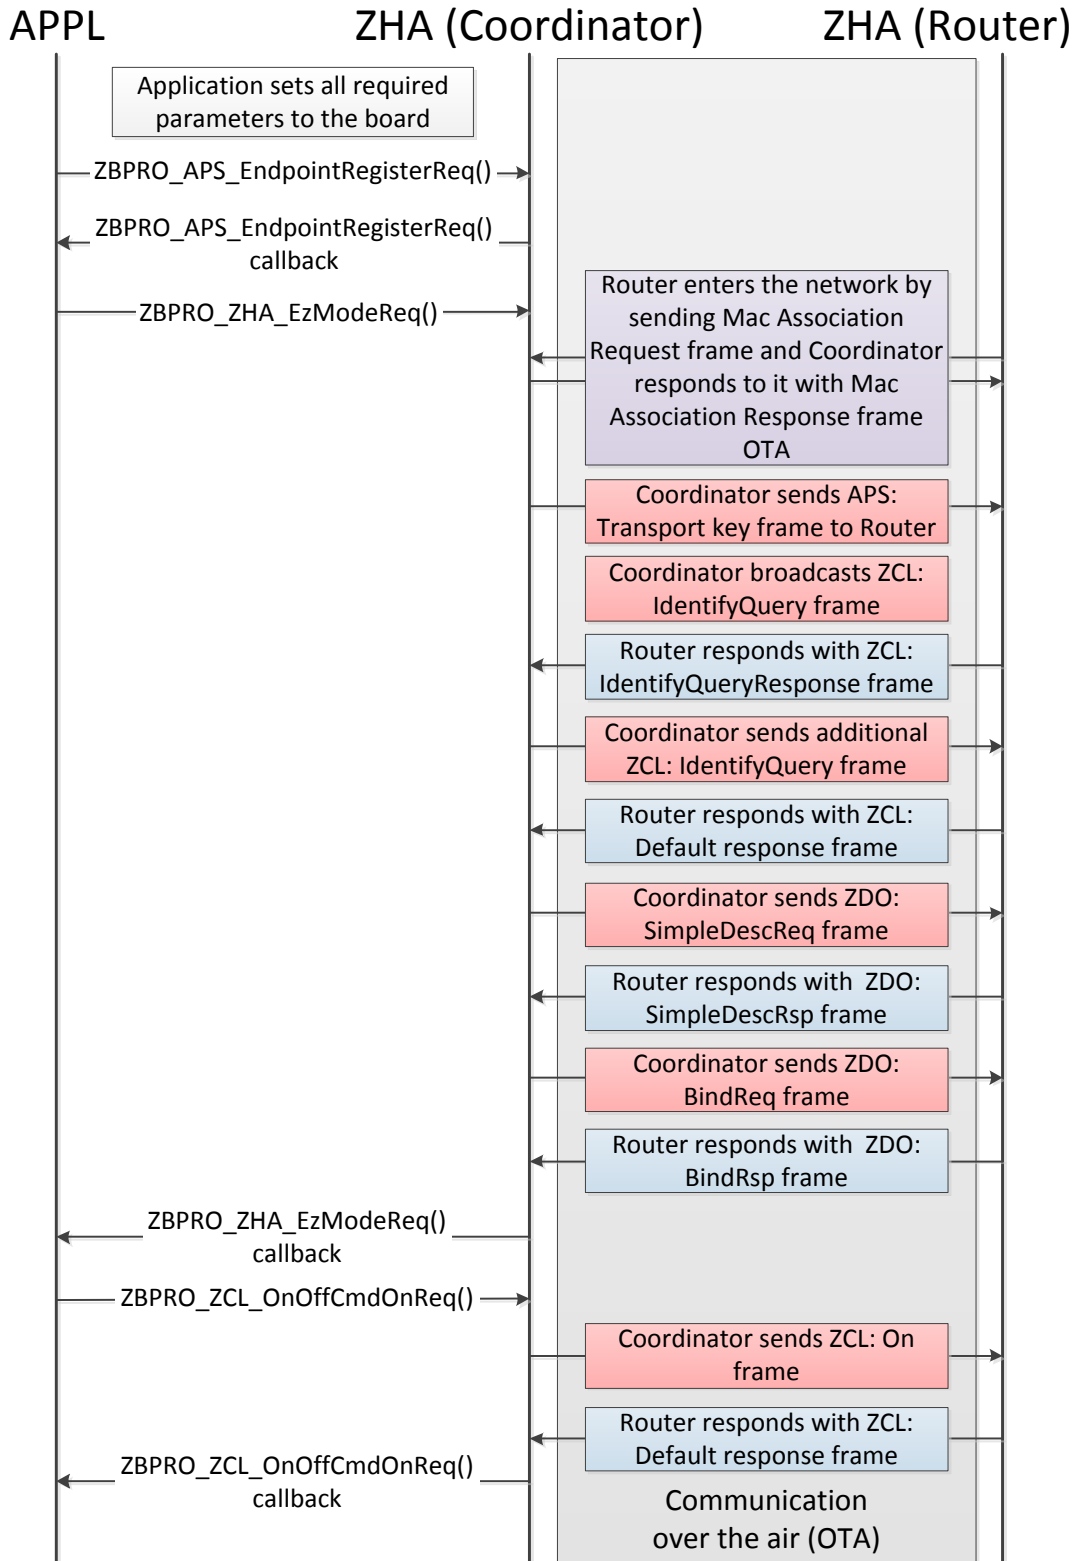 APPL
ZHA (Coordinator)
ZHA (Router)
Application sets all required
parameters to the board
ZBPRO_APS_EndpointRegisterReq()
ZBPRO_APS_EndpointRegisterReq()
callback
ZBPRO_ZHA_EzModeReq()
Router enters the network by
sending Mac Association
Request frame and Coordinator
responds to it with Mac
Association Response frame
OTA
Coordinator sends APS:
Transport key frame to Router
Coordinator broadcasts ZCL:
IdentifyQuery frame
Router responds with ZCL:
IdentifyQueryResponse frame
Coordinator sends additional
ZCL: IdentifyQuery frame
Router responds with ZCL:
Default response frame
Coordinator sends ZDO:
SimpleDescReq frame
Router responds with  ZDO:
SimpleDescRsp frame
Coordinator sends ZDO:
BindReq frame
Router responds with  ZDO:
BindRsp frame
ZBPRO_ZHA_EzModeReq()
callback
ZBPRO_ZCL_OnOffCmdOnReq()
Coordinator sends ZCL: On
frame
Router responds with ZCL:
Default response frame
ZBPRO_ZCL_OnOffCmdOnReq()
callback
Communication
over the air (OTA)